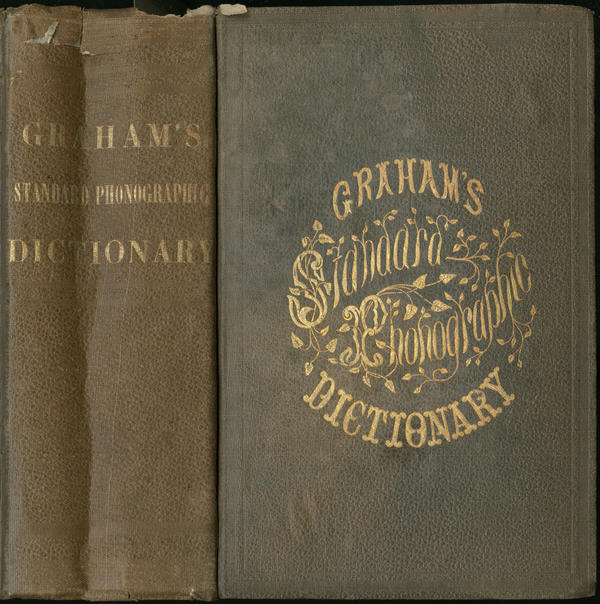 GRAHAM'S
STANDARD PHONOGRAPHIC
DICTIONARY
GRAHAM'S
Standard
Phonographic
DICTIONARY